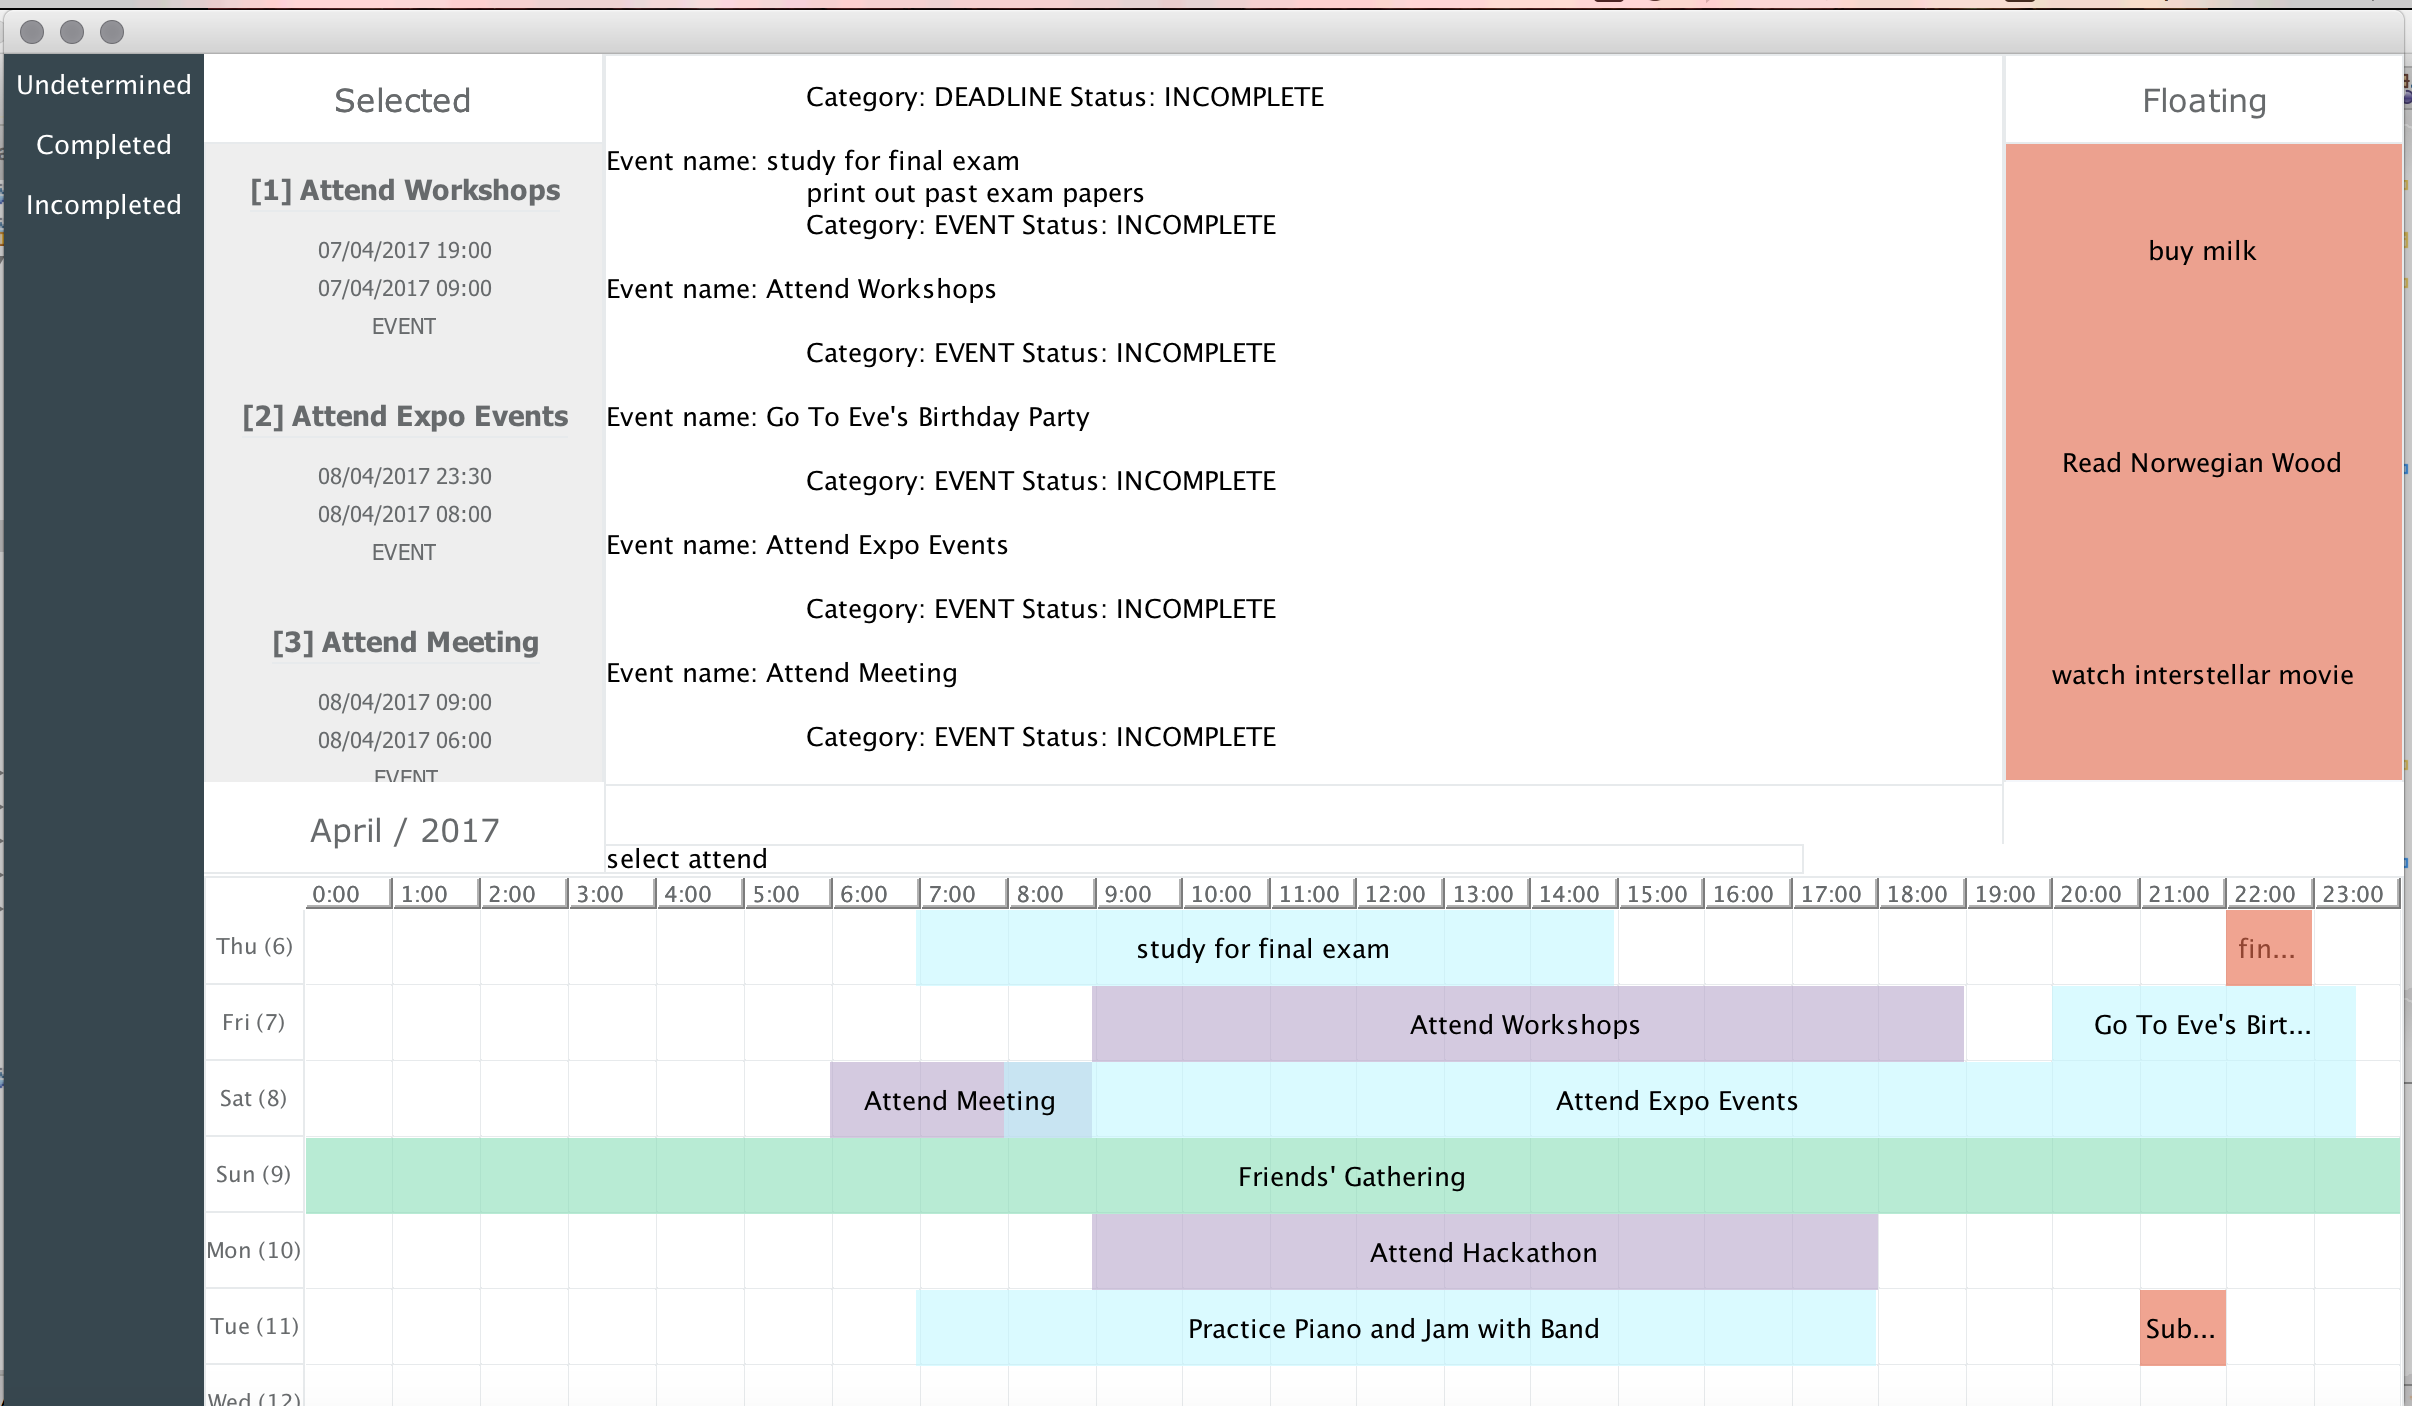 Undetermined
Completed
Incompleted
Selected
[1] Attend Workshops
07/04/2017 19:00
07/04/2017 09:00
EVENT
[2] Attend Expo Events
08/04/2017 23:30
08/04/2017 08:00
EVENT
[3] Attend Meeting
08/04/2017 09:00
08/04/2017 06:00
EVENT
Category: DEADLINE Status: INCOMPLETE
Event name: study for final exam
print out past exam papers
Category: EVENT Status: INCOMPLETE
Event name: Attend Workshops
Category: EVENT Status: INCOMPLETE
Event name: Go To Eve's Birthday Party
Category: EVENT Status: INCOMPLETE
Event name: Attend Expo Events
Category: EVENT Status: INCOMPLETE
Event name: Attend Meeting
Category: EVENT Status: INCOMPLETE
Floating
buy milk
Read Norwegian Wood
watch interstellar movie
April / 2017
select attend
0:00 1:00 2:00 3:00 4:00 5:00 6:00 7:00 8:00 9:00 10:00 11:00 12:00 13:00 14:00 15:00 16:00 17:00 18:00 19:00 20:00 21:00 22:00 23:00
Thu (6) study for final exam fin...
Fri (7) Attend Workshops Go To Eve's Birt...
Sat (8) Attend Meeting Attend Expo Events
Sun (9) Friends' Gathering
Mon (10) Attend Hackathon
Tue (11) Practice Piano and Jam with Band Sub...
Wed (12)